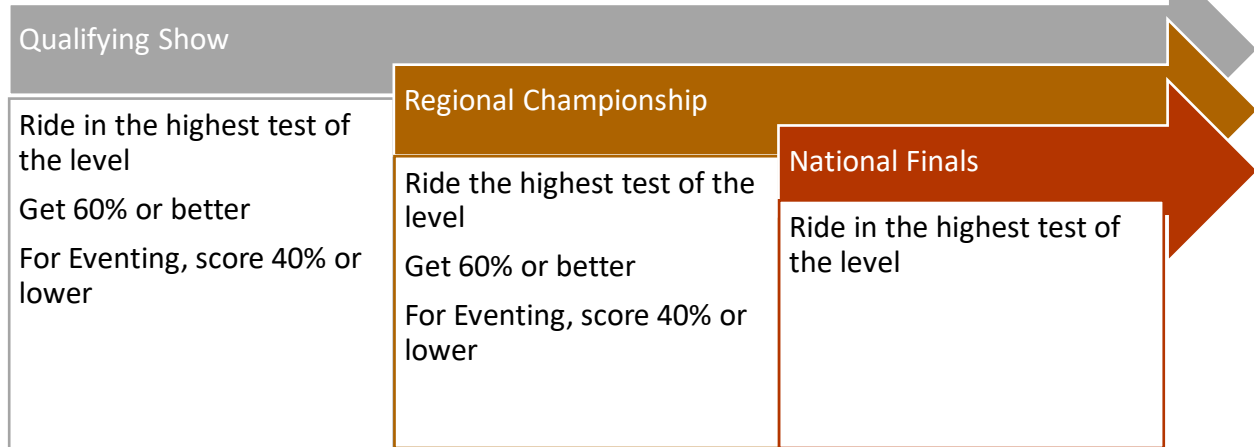 Qualifying Show
Ride in the highest test of
the level
Get 60% or better
For Eventing, score 40% or
lower
Regional Championship
Ride the highest test of the
level
Get 60% or better
For Eventing, score 40% or
lower
National Finals
Ride in the highest test of
the level